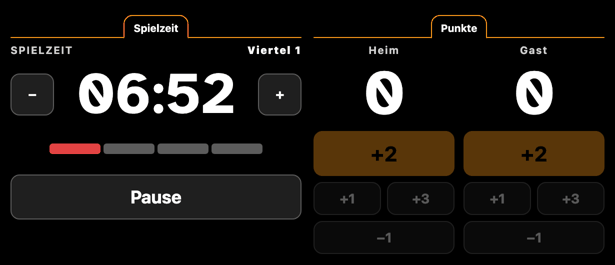 Spielzeit
SPIELZEIT Viertel 1
- 06:52 +
Pause
Punkte
Heim Gast
0 0
+2 +2
+1 +3 +1 +3
−1 −1